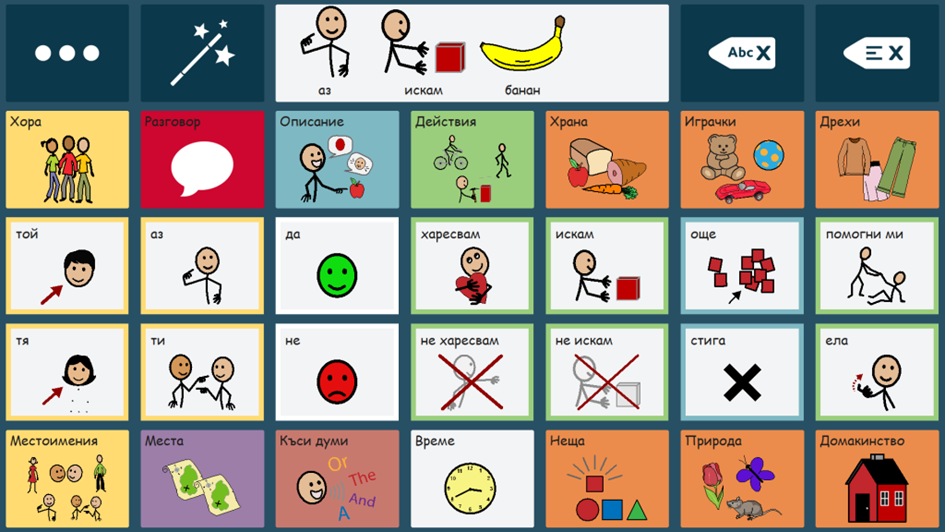 аз искам банан
Abc X
X
Хора Разговор Описание Действия Храна Играчки Дрехи
той аз да харесвам искам още помогни ми
тя ти не не харесвам не искам стига ела
Местоимения Места Къси думи Време Неща Природа Домакинство
Or
The
And
A